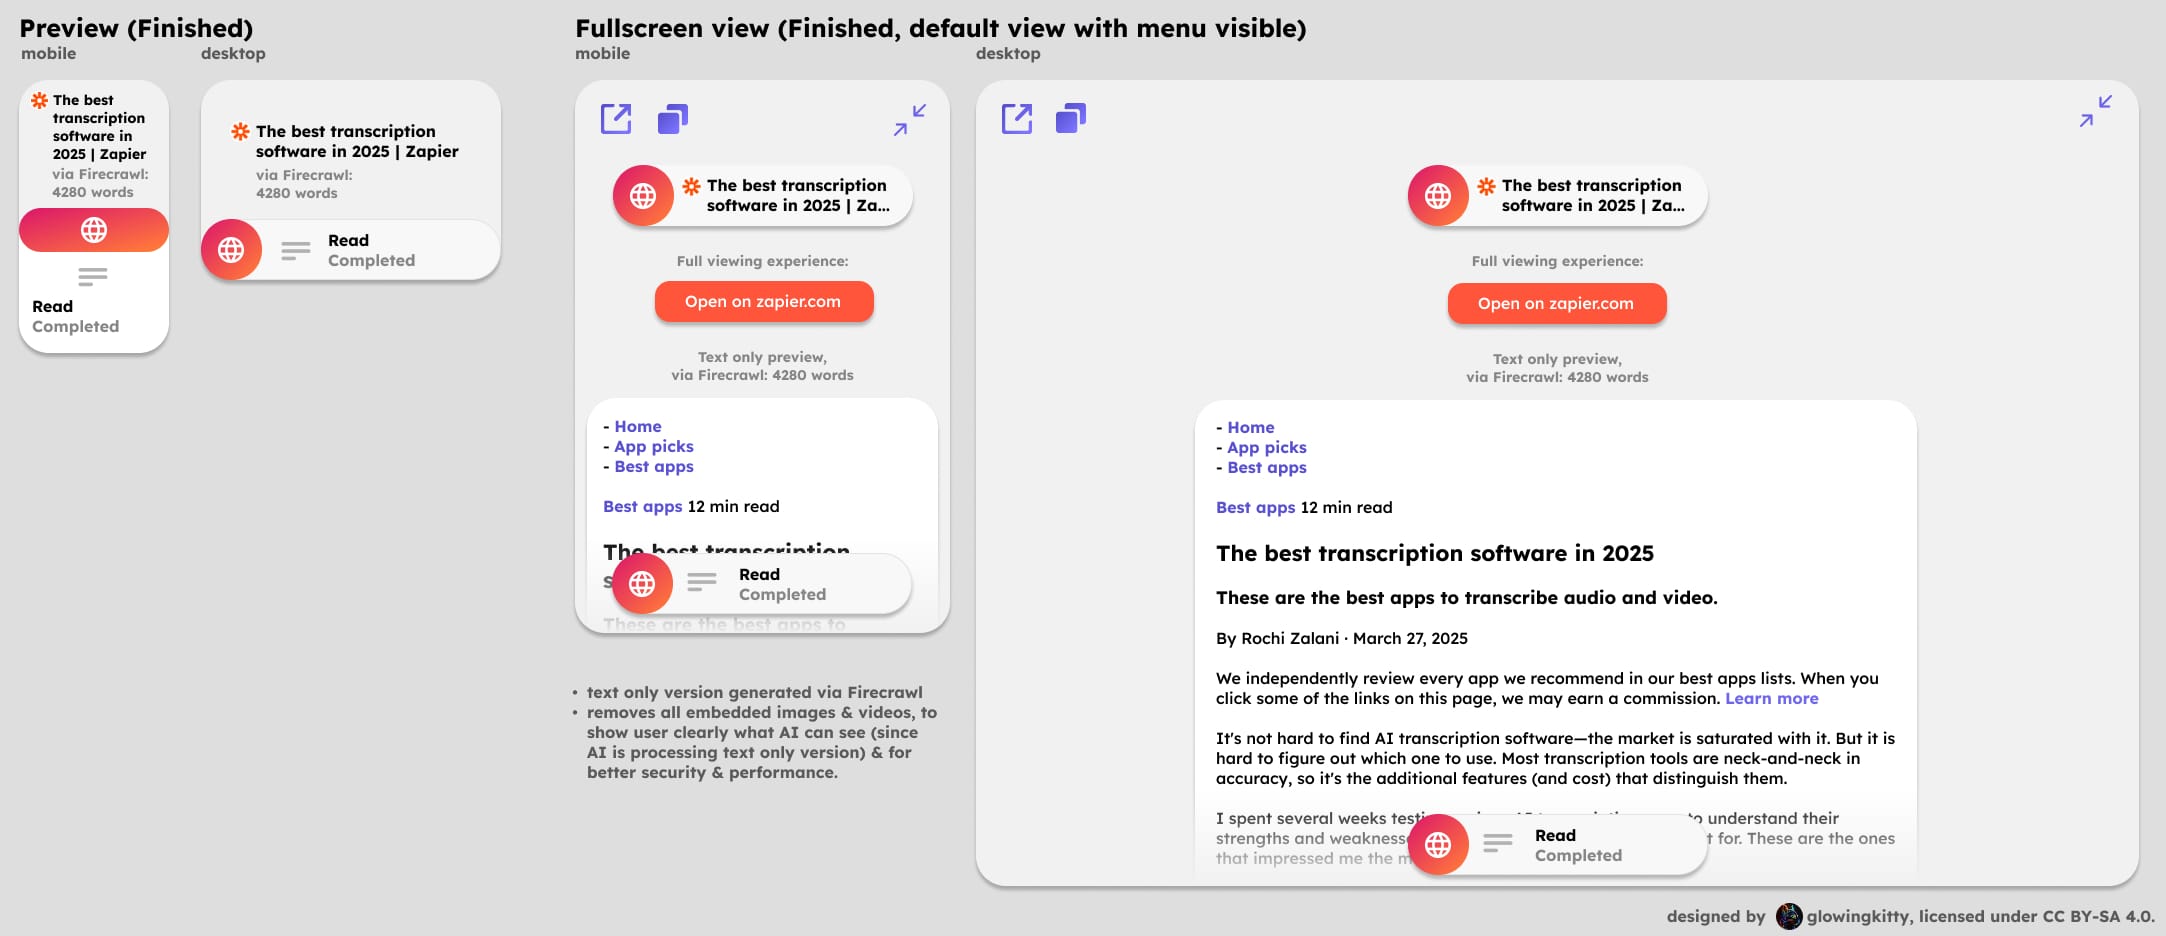 Preview (Finished)
mobile
The best
transcription
software in
2025 | Zapier
via Firecrawl:
4280 words
Read
Completed
desktop
The best transcription
software in 2025 | Zapier
via Firecrawl:
4280 words
Read
Completed
Fullscreen view (Finished, default view with menu visible)
mobile
The best transcription
software in 2025 | Za...
Full viewing experience:
Open on zapier.com
Text only preview,
via Firecrawl: 4280 words
- Home
- App picks
- Best apps
Best apps 12 min read
The best transcription
Read
Completed
These are the best apps to
• text only version generated via Firecrawl
• removes all embedded images & videos, to
show user clearly what AI can see (since
AI is processing text only version) & for
better security & performance.
desktop
The best transcription
software in 2025 | Za...
Full viewing experience:
Open on zapier.com
Text only preview,
via Firecrawl: 4280 words
- Home
- App picks
- Best apps
Best apps 12 min read
The best transcription software in 2025
These are the best apps to transcribe audio and video.
By Rochi Zalani · March 27, 2025
We independently review every app we recommend in our best apps lists. When you
click some of the links on this page, we may earn a commission. Learn more
It's not hard to find AI transcription software—the market is saturated with it. But it is
hard to figure out which one to use. Most transcription tools are neck-and-neck in
accuracy, so it's the additional features (and cost) that distinguish them.
I spent several weeks to understand their
strengths and for. These are the ones
that impressed me the
Read
Completed
designed by glowingkitty, licensed under CC BY-SA 4.0.